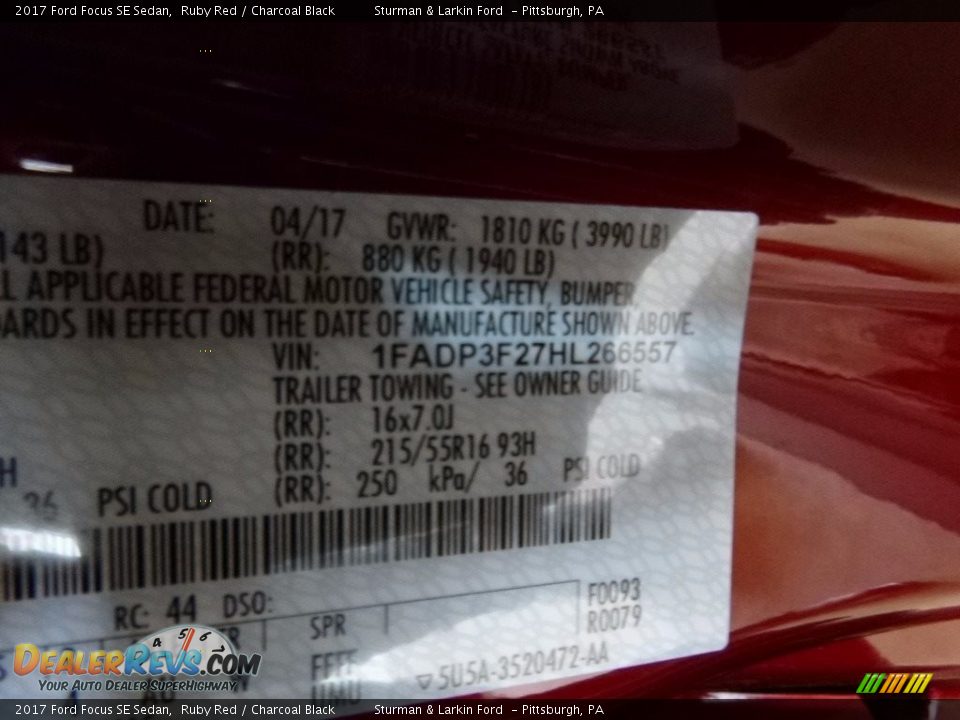 2017 Ford Focus SE Sedan, Ruby Red / Charcoal Black Sturman & Larkin Ford - Pittsburgh, PA
DATE: 04/17 GVWR: 1810 KG ( 3990 LB)
143 LB) (RR): 880 KG ( 1940 LB)
L APPLICABLE FEDERAL MOTOR VEHICLE SAFETY, BUMPER,
DARDS IN EFFECT ON THE DATE OF MANUFACTURE SHOWN ABOVE.
VIN: 1FADP3F27HL266557
TRAILER TOWING - SEE OWNER GUIDE
(RR): 16x7.0J
H (RR): 215/55R16 93H
36 PSI COLD (RR): 250 kPa/ 36 PSI COLD
RC: 44 DSO:
F0093
SPR R0079
5U5A-3520472-AA
4 5 6
DEALERREVS.COM
YOUR AUTO DEALER SUPERHIGHWAY
2017 Ford Focus SE Sedan, Ruby Red / Charcoal Black Sturman & Larkin Ford - Pittsburgh, PA